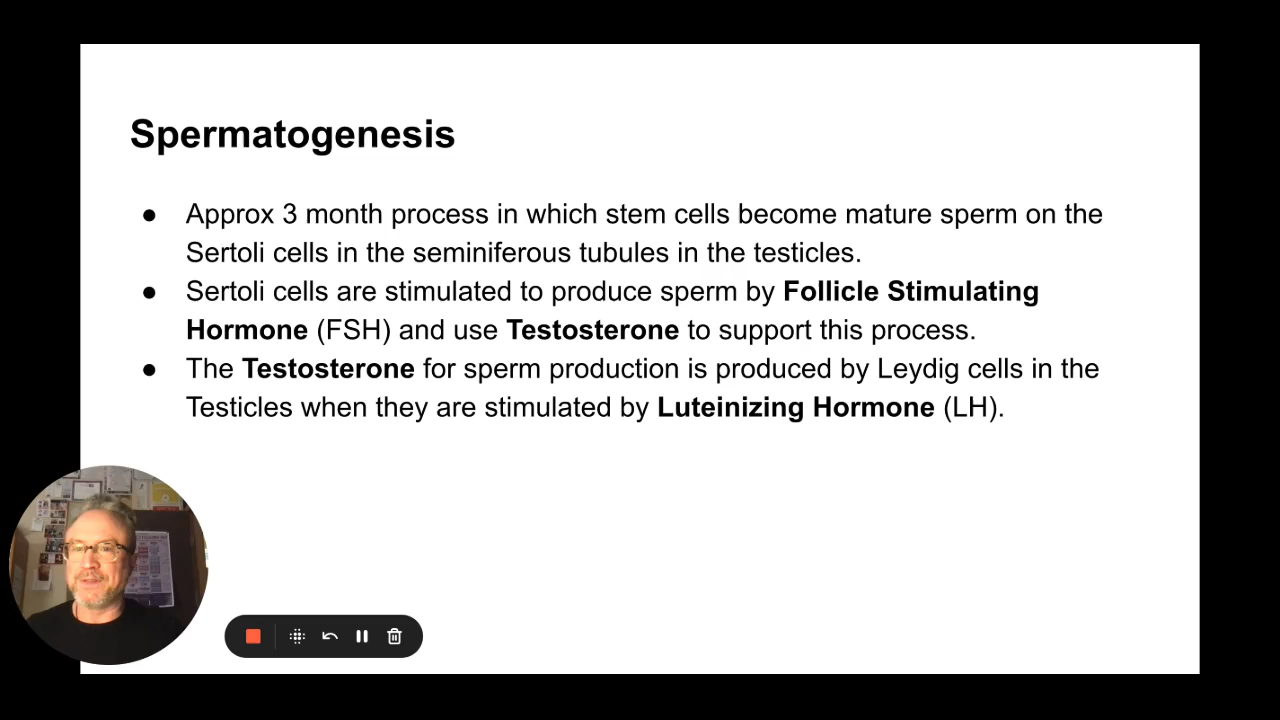 Spermatogenesis
● Approx 3 month process in which stem cells become mature sperm on the
Sertoli cells in the seminiferous tubules in the testicles.
● Sertoli cells are stimulated to produce sperm by Follicle Stimulating
Hormone (FSH) and use Testosterone to support this process.
● The Testosterone for sperm production is produced by Leydig cells in the
Testicles when they are stimulated by Luteinizing Hormone (LH).